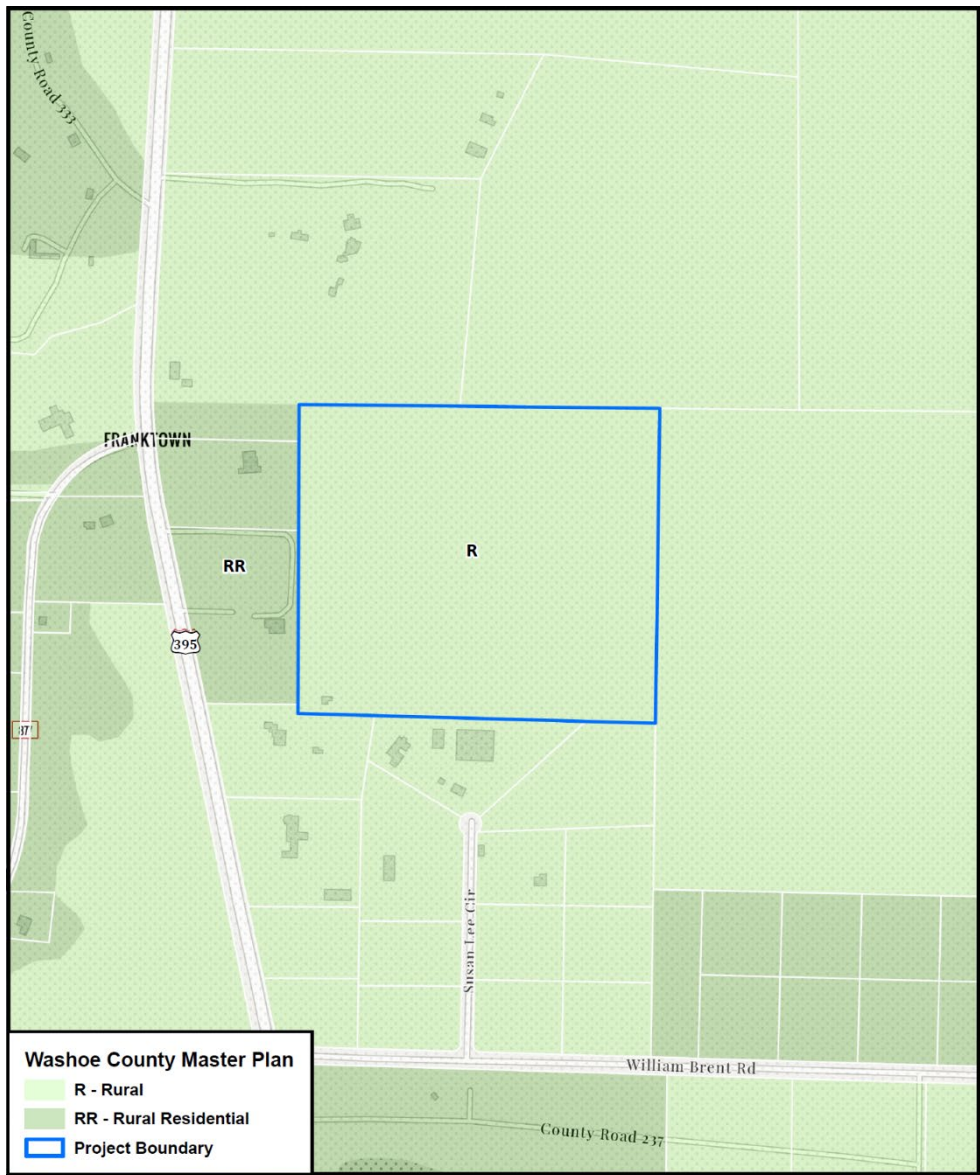 County Road 333
FRANKTOWN
R
RR
395
877
Susan Lee Cir
William Brent Rd
County Road 237
Washoe County Master Plan
R - Rural
RR - Rural Residential
Project Boundary